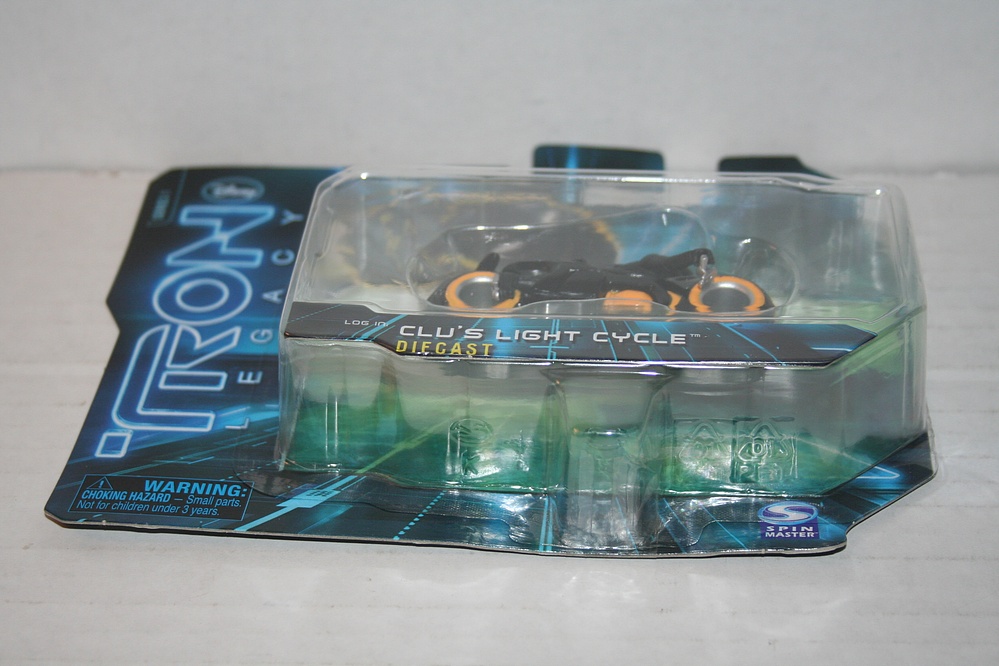 Disney
TRON
LEGACY
LOG IN:
CLU'S LIGHT CYCLE™
DIECAST
WARNING:
CHOKING HAZARD — Small parts.
Not for children under 3 years.
SPIN
MASTER